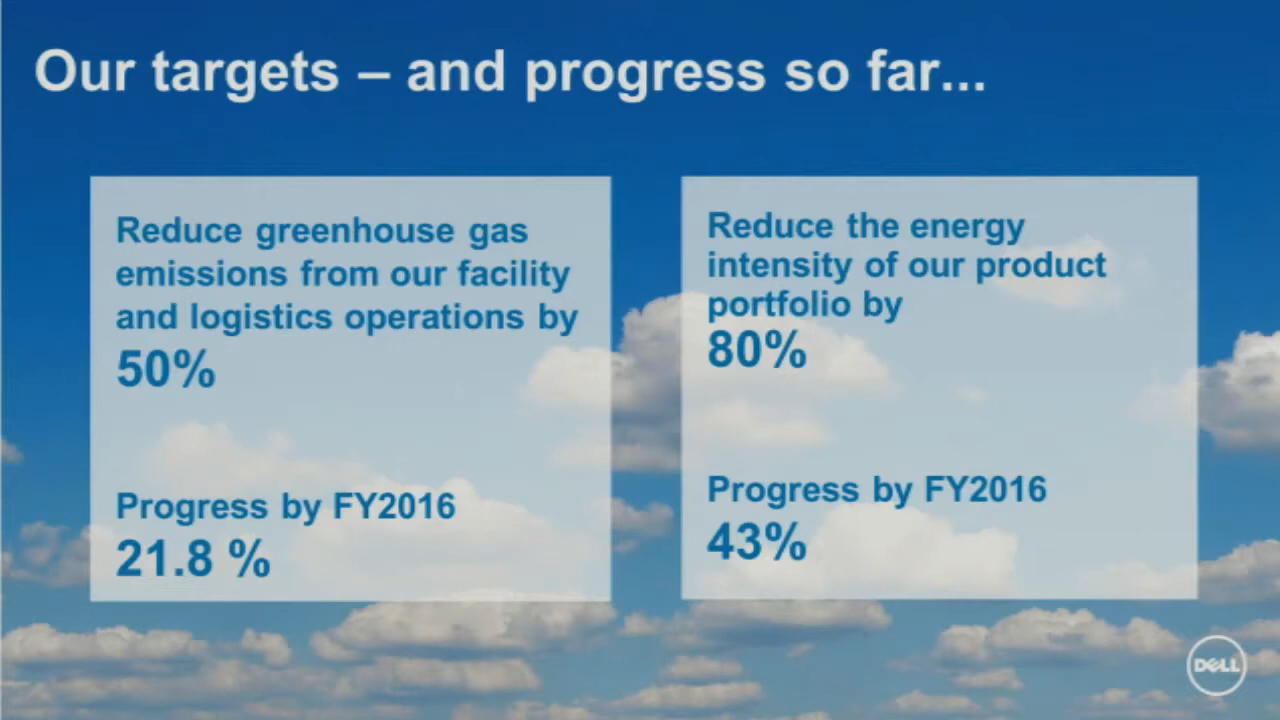 Our targets – and progress so far...
Reduce greenhouse gas
emissions from our facility
and logistics operations by
50%
Progress by FY2016
21.8 %
Reduce the energy
intensity of our product
portfolio by
80%
Progress by FY2016
43%
DELL